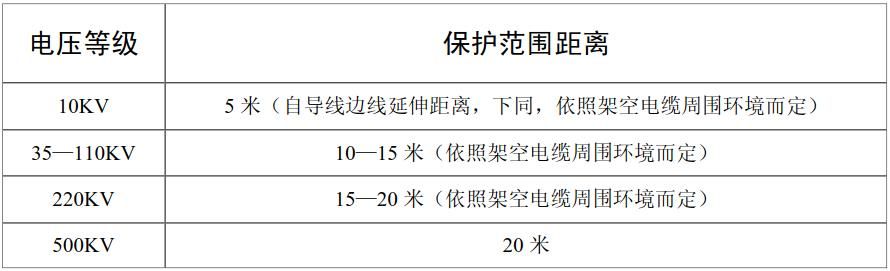 电压等级 保护范围距离
10KV 5 米（自导线边线延伸距离，下同，依照架空电缆周围环境而定）
35—110KV 10—15 米（依照架空电缆周围环境而定）
220KV 15—20 米（依照架空电缆周围环境而定）
500KV 20 米